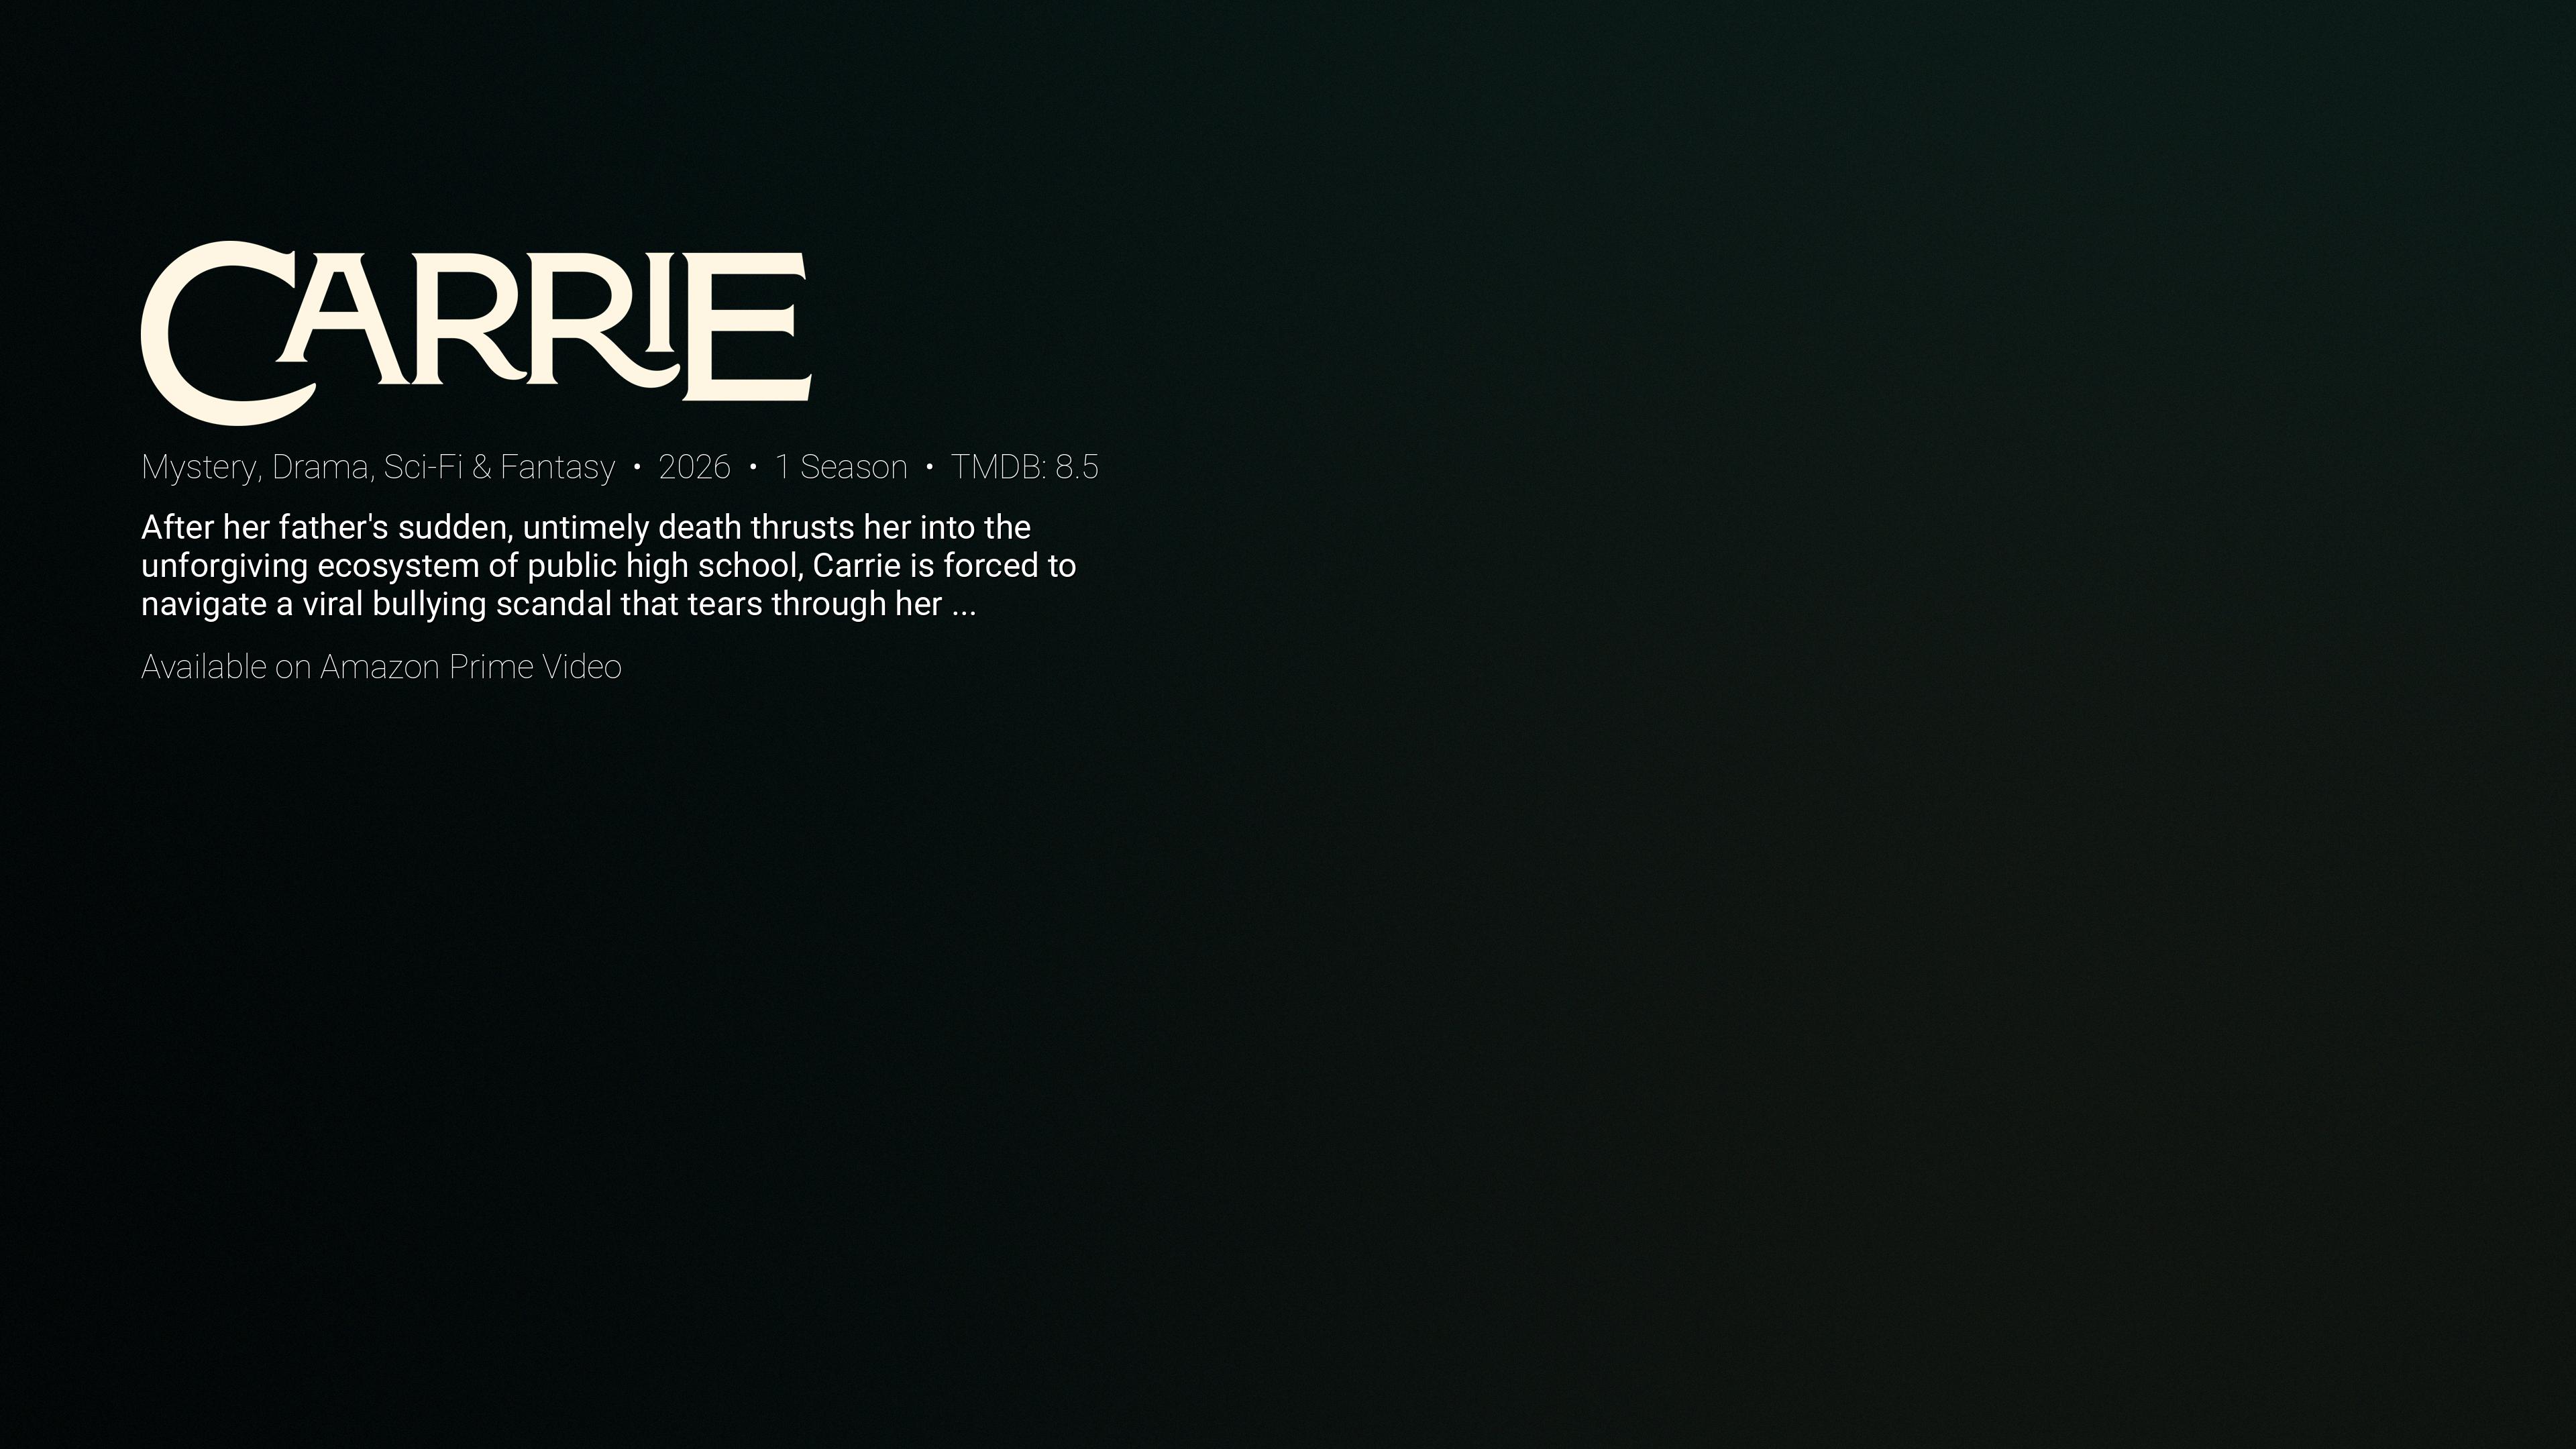 CARRIE
Mystery, Drama, Sci-Fi & Fantasy • 2026 • 1 Season • TMDB: 8.5
After her father's sudden, untimely death thrusts her into the
unforgiving ecosystem of public high school, Carrie is forced to
navigate a viral bullying scandal that tears through her ...
Available on Amazon Prime Video